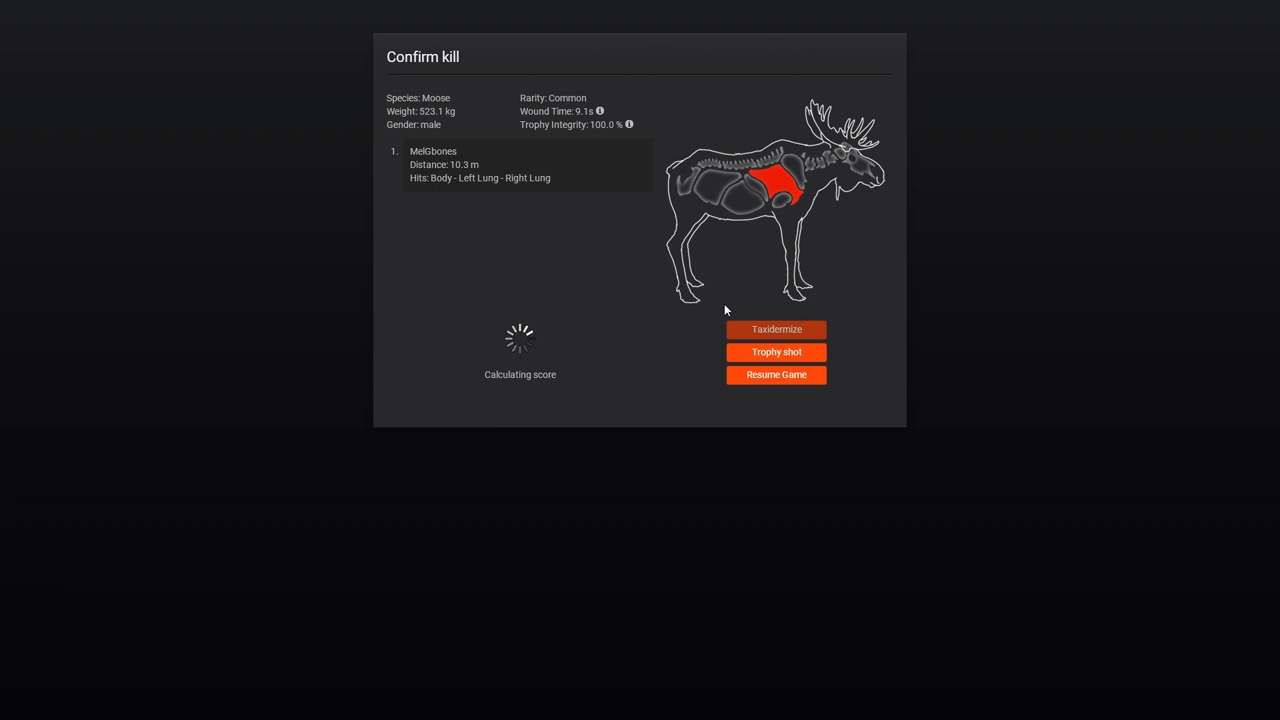 Confirm kill
Species: Moose
Weight: 523.1 kg
Gender: male
Rarity: Common
Wound Time: 9.1s
Trophy Integrity: 100.0 %
1.
MelGbones
Distance: 10.3 m
Hits: Body - Left Lung - Right Lung
Calculating score
Taxidermize
Trophy shot
Resume Game